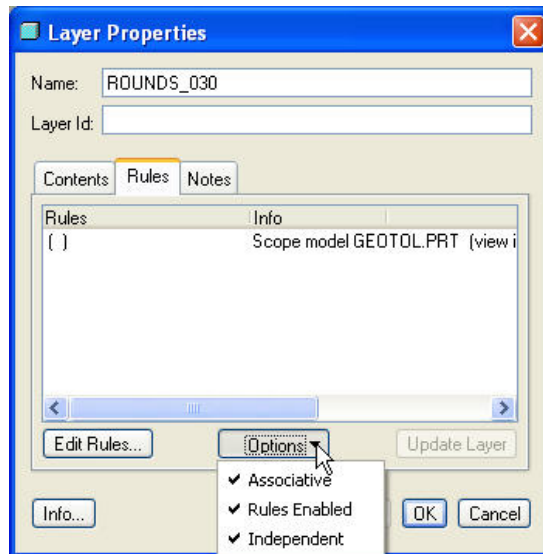 Layer Properties
Name: ROUNDS_030
Layer Id:
Contents Rules Notes
Rules Info
( ) Scope model GEOTOL.PRT (view i
Edit Rules... Options Update Layer
Associative
Rules Enabled
Independent
Info... OK Cancel